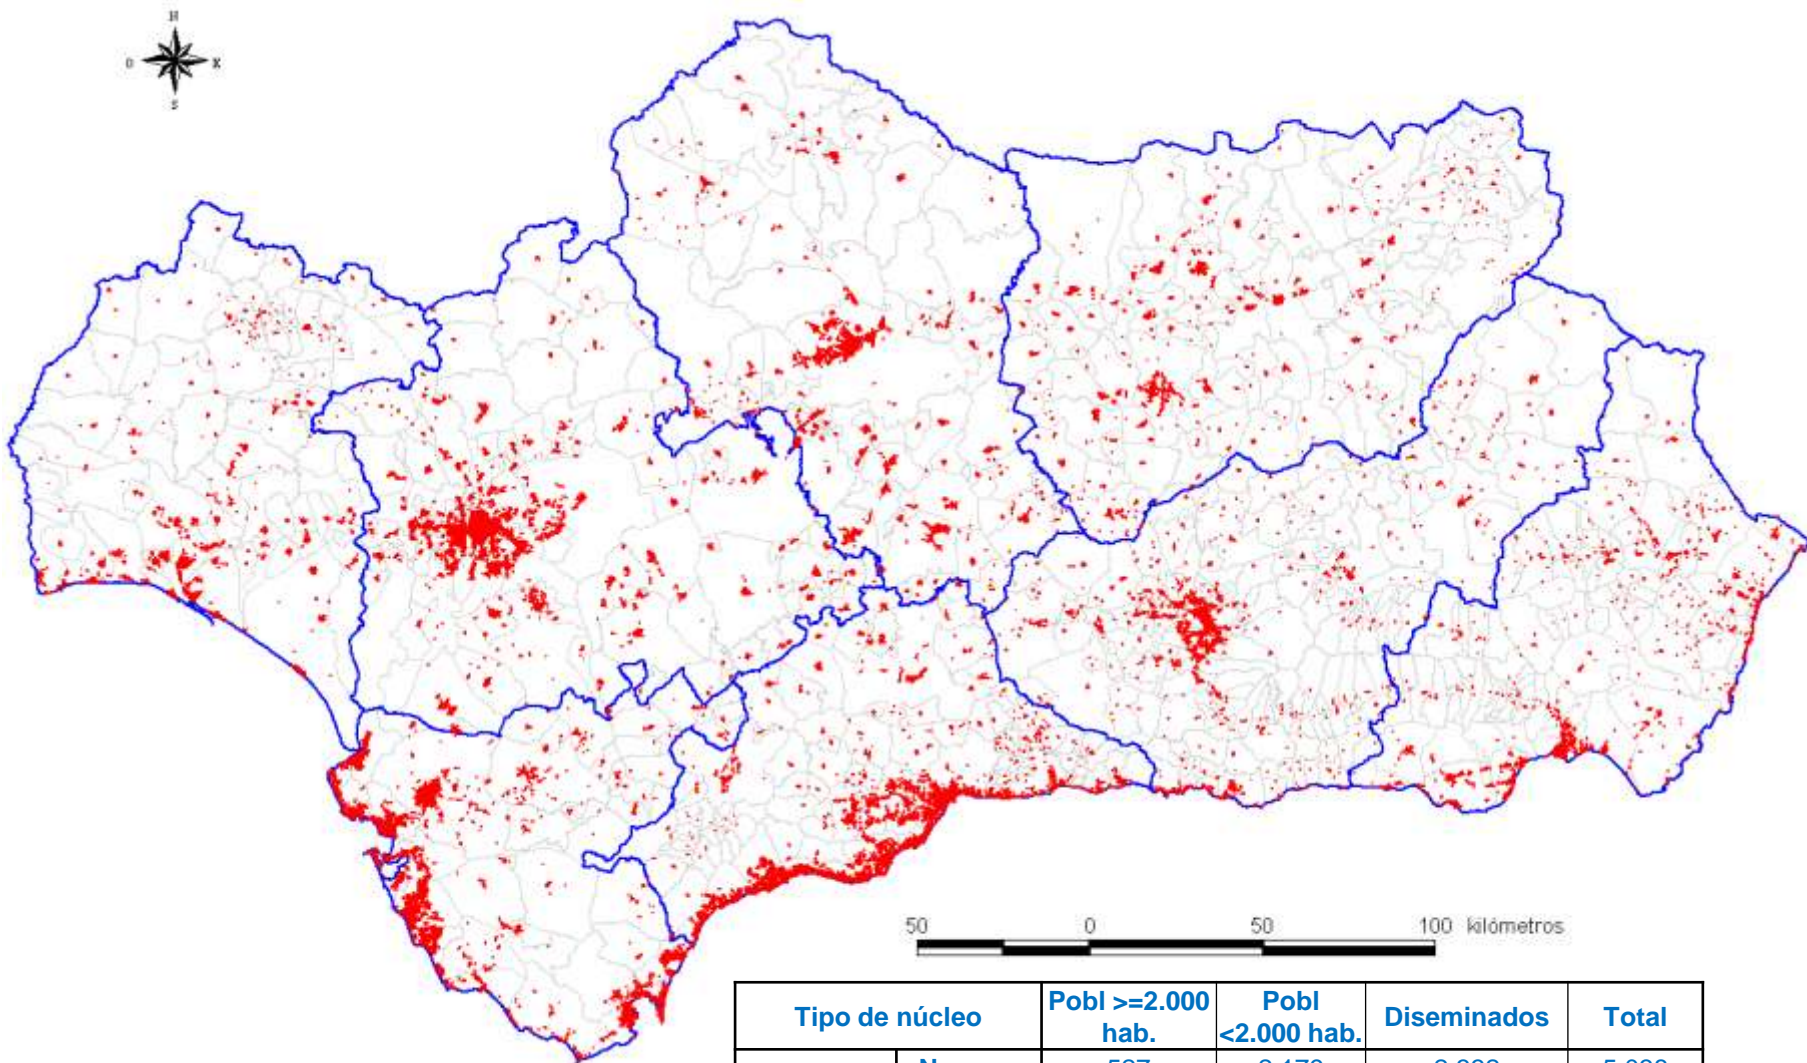 N
O E
S
50 0 50 100 kilómetros
Tipo de núcleo Pobl >=2.000 hab. Pobl <2.000 hab. Diseminados Total